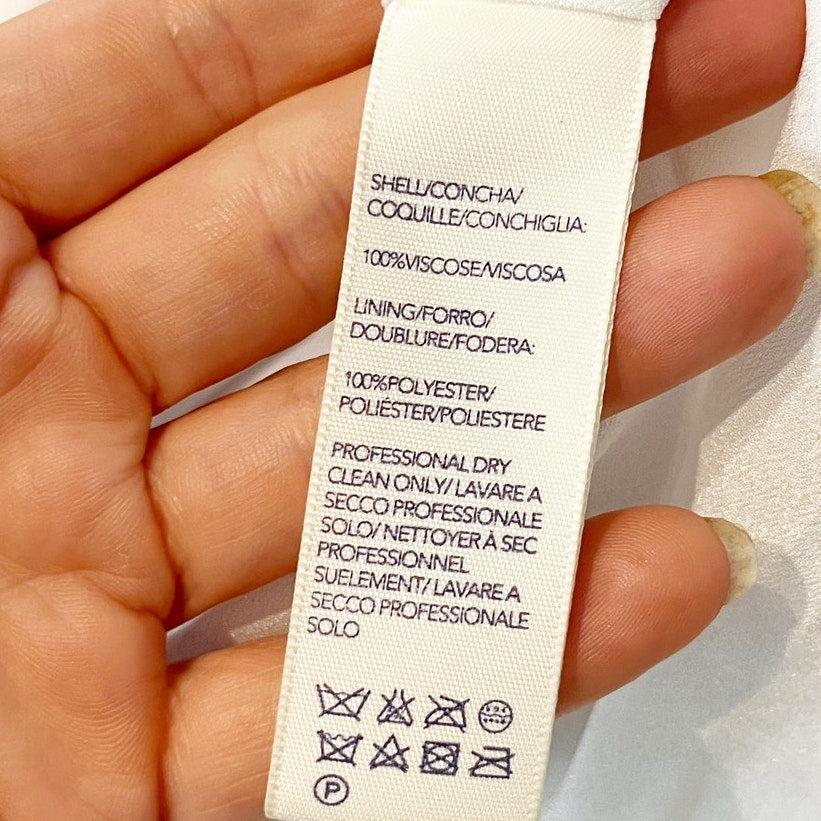 SHELL/CONCHA/
COQUILLE/CONCHIGLIA:
100%VISCOSE/VISCOSA
LINING/FORRO/
DOUBLURE/FODERA:
100%POLYESTER/
POLIÉSTER/POLIESTERE
PROFESSIONAL DRY
CLEAN ONLY/ LAVARE A
SECCO PROFESSIONALE
SOLO/ NETTOYER À SEC
PROFESSIONNEL
SUELEMENT/ LAVARE A
SECCO PROFESSIONALE
SOLO
P